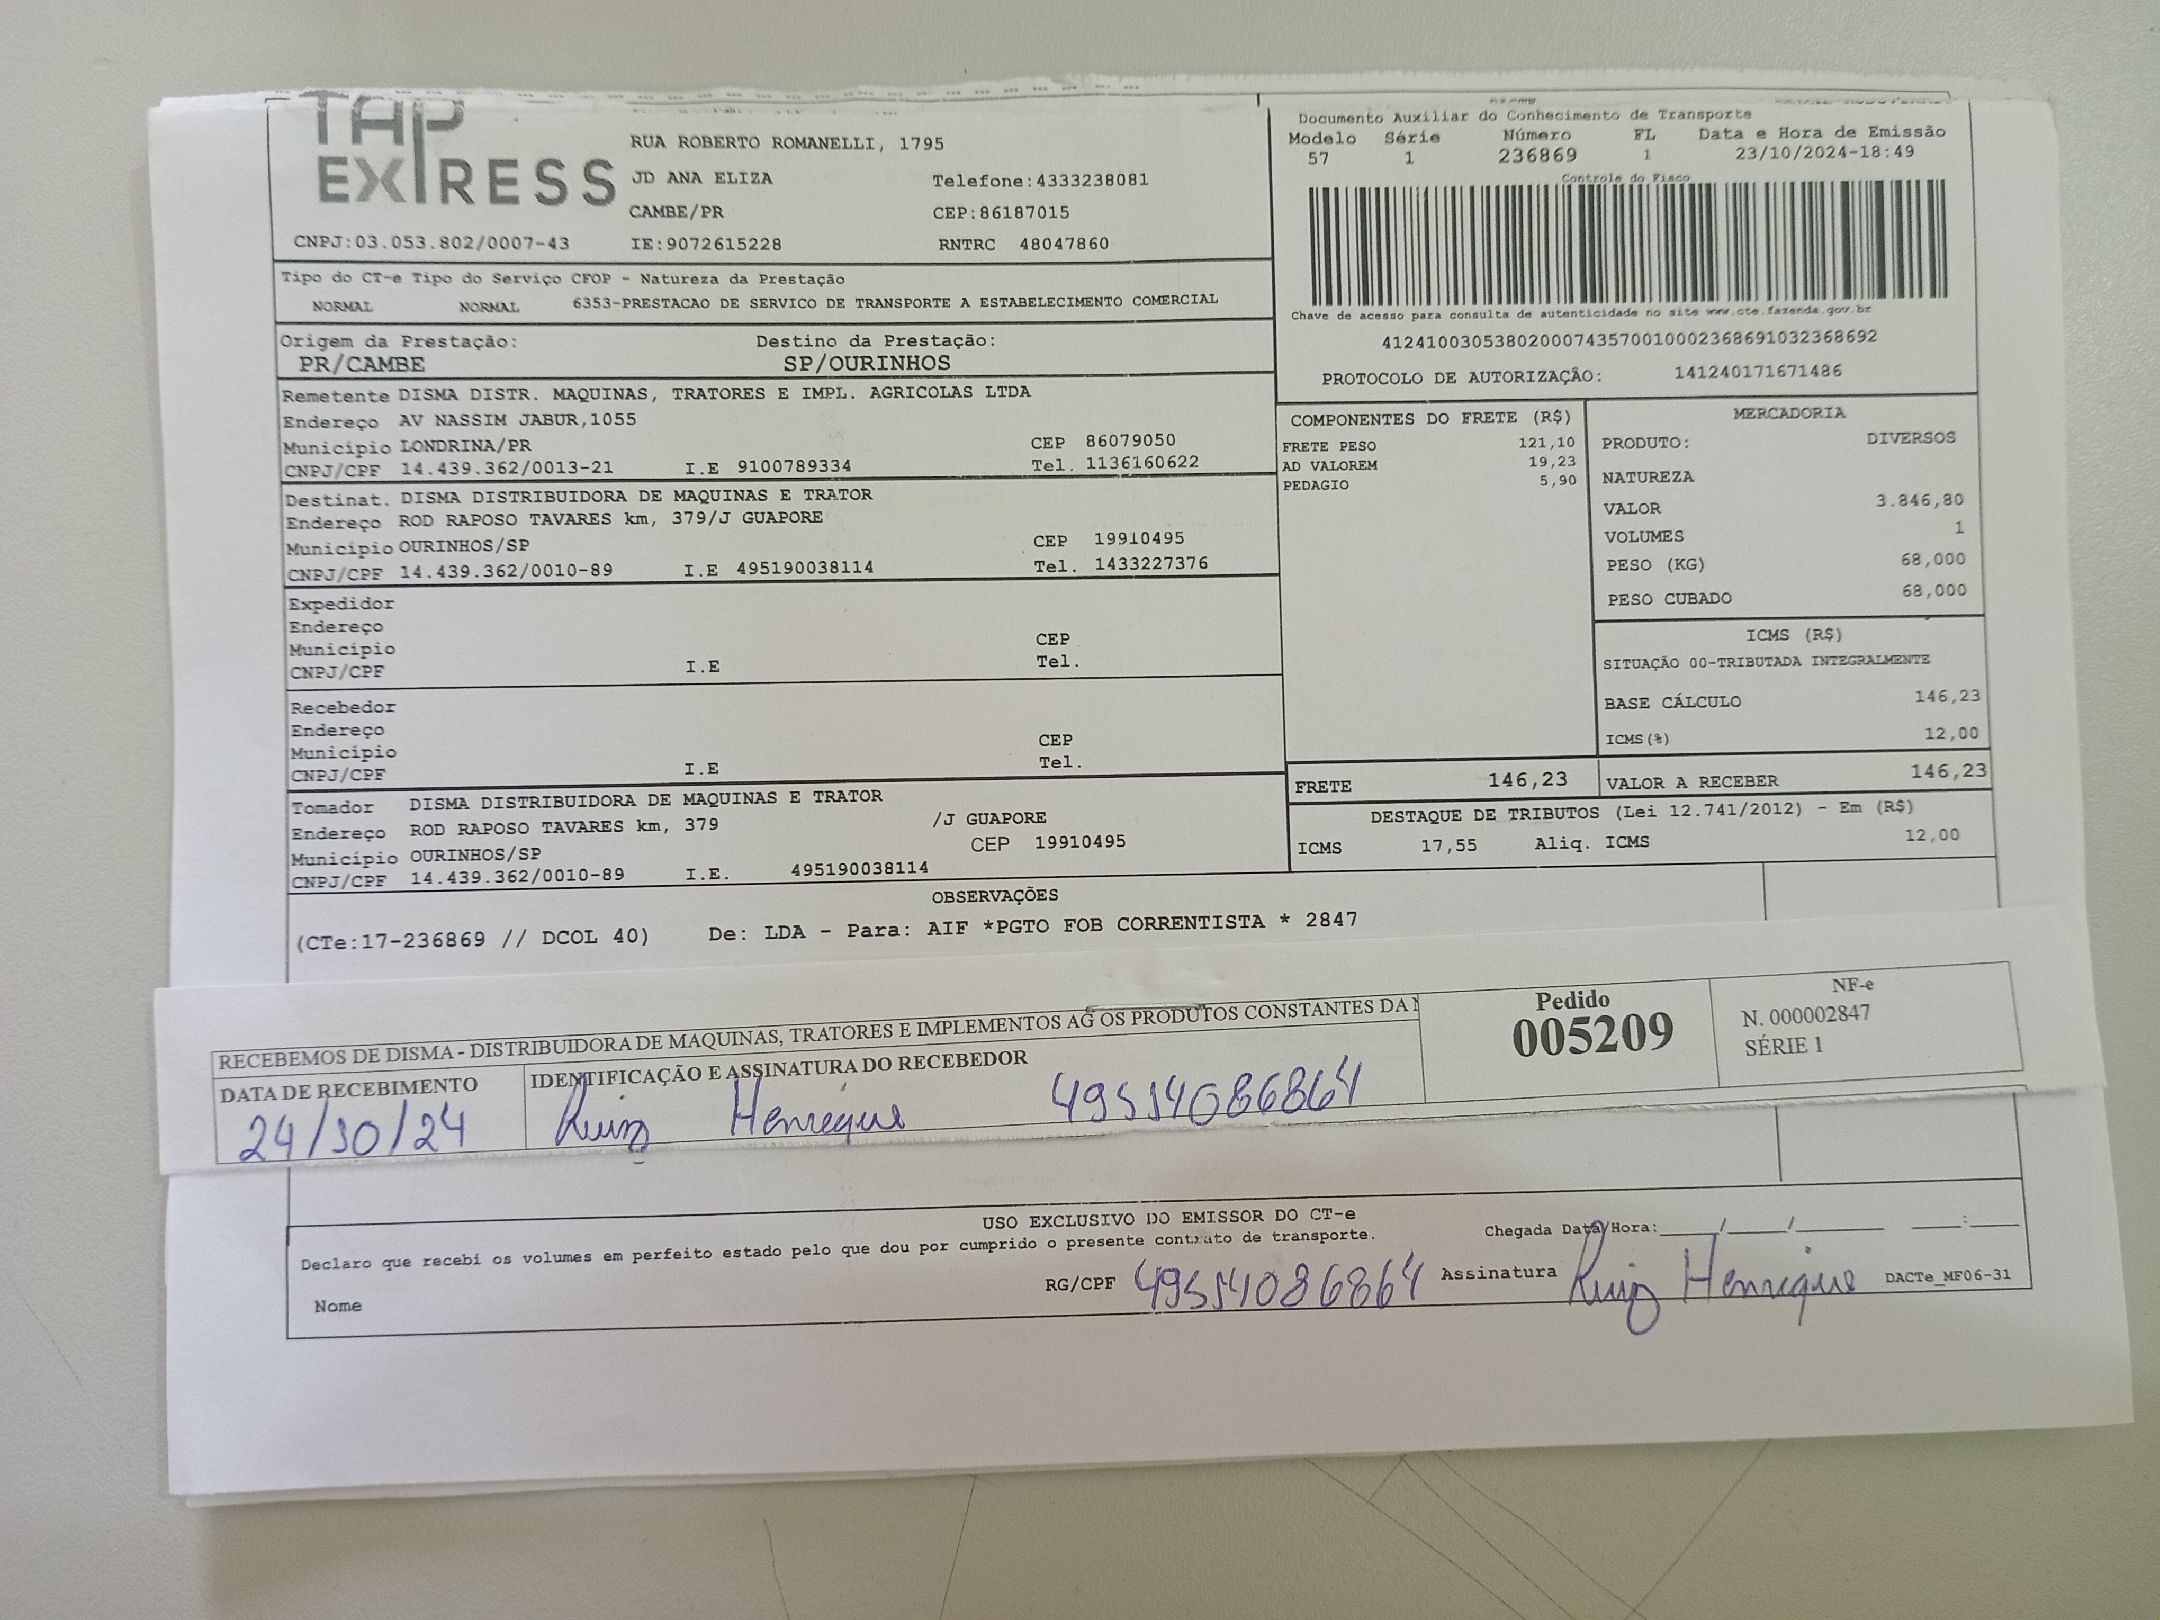 TAP
EXPRESS
RUA ROBERTO ROMANELLI, 1795
JD ANA ELIZA Telefone:4333238081
CAMBE/PR CEP:86187015
CNPJ:03.053.802/0007-43 IE:9072615228 RNTRC 48047860
Documento Auxiliar do Conhecimento de Transporte
Modelo Série Número FL Data e Hora de Emissão
57 1 236869 1 23/10/2024-18:49
Controle do Fisco
Chave de acesso para consulta de autenticidade no site www.cte.fazenda.gov.br
41241003053802000743570010002368691032368692
PROTOCOLO DE AUTORIZAÇÃO: 141240171671486
Tipo do CT-e Tipo do Serviço CFOP - Natureza da Prestação
NORMAL NORMAL 6353-PRESTACAO DE SERVICO DE TRANSPORTE A ESTABELECIMENTO COMERCIAL
Origem da Prestação: Destino da Prestação:
PR/CAMBE SP/OURINHOS
Remetente DISMA DISTR. MAQUINAS, TRATORES E IMPL. AGRICOLAS LTDA
Endereço AV NASSIM JABUR,1055
Município LONDRINA/PR CEP 86079050
CNPJ/CPF 14.439.362/0013-21 I.E 9100789334 Tel. 1136160622
Destinat. DISMA DISTRIBUIDORA DE MAQUINAS E TRATOR
Endereço ROD RAPOSO TAVARES km, 379/J GUAPORE
Município OURINHOS/SP CEP 19910495
CNPJ/CPF 14.439.362/0010-89 I.E 495190038114 Tel. 1433227376
Expedidor
Endereço
Município CEP
CNPJ/CPF I.E Tel.
Recebedor
Endereço
Município CEP
CNPJ/CPF I.E Tel.
Tomador DISMA DISTRIBUIDORA DE MAQUINAS E TRATOR
Endereço ROD RAPOSO TAVARES km, 379 /J GUAPORE
Município OURINHOS/SP CEP 19910495
CNPJ/CPF 14.439.362/0010-89 I.E. 495190038114
COMPONENTES DO FRETE (R$)
FRETE PESO 121,10
AD VALOREM 19,23
PEDAGIO 5,90
MERCADORIA
PRODUTO: DIVERSOS
NATUREZA
VALOR 3.846,80
VOLUMES 1
PESO (KG) 68,000
PESO CUBADO 68,000
ICMS (R$)
SITUAÇÃO 00-TRIBUTADA INTEGRALMENTE
BASE CÁLCULO 146,23
ICMS(%) 12,00
FRETE 146,23 VALOR A RECEBER 146,23
DESTAQUE DE TRIBUTOS (Lei 12.741/2012) - Em (R$)
ICMS 17,55 Aliq. ICMS 12,00
OBSERVAÇÕES
(CTe:17-236869 // DCOL 40) De: LDA - Para: AIF *PGTO FOB CORRENTISTA * 2847
RECEBEMOS DE DISMA - DISTRIBUIDORA DE MAQUINAS, TRATORES E IMPLEMENTOS AG OS PRODUTOS CONSTANTES DA
DATA DE RECEBIMENTO IDENTIFICAÇÃO E ASSINATURA DO RECEBEDOR
24/10/24 Ruiz Henrique 49514086864
Pedido
005209
NF-e
N. 000002847
SÉRIE 1
USO EXCLUSIVO DO EMISSOR DO CT-e
Declaro que recebi os volumes em perfeito estado pelo que dou por cumprido o presente contrato de transporte.
Chegada Data/Hora:____/____/______ ____:____
Nome RG/CPF 49514086864 Assinatura Ruiz Henrique DACTe_MF06-31